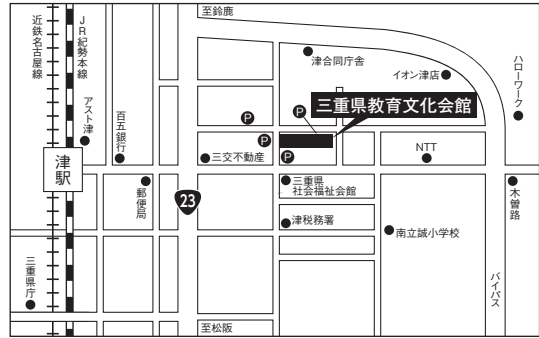 至鈴鹿
近鉄名古屋線
JR紀勢本線
津合同庁舎
イオン津店
ハローワーク
アスト津
百五銀行
P
P
三重県教育文化会館
P
P
三交不動産
NTT
津駅
郵便局
23
三重県
社会福祉会館
木曽路
津税務署
南立誠小学校
三重県庁
バイパス
至松阪